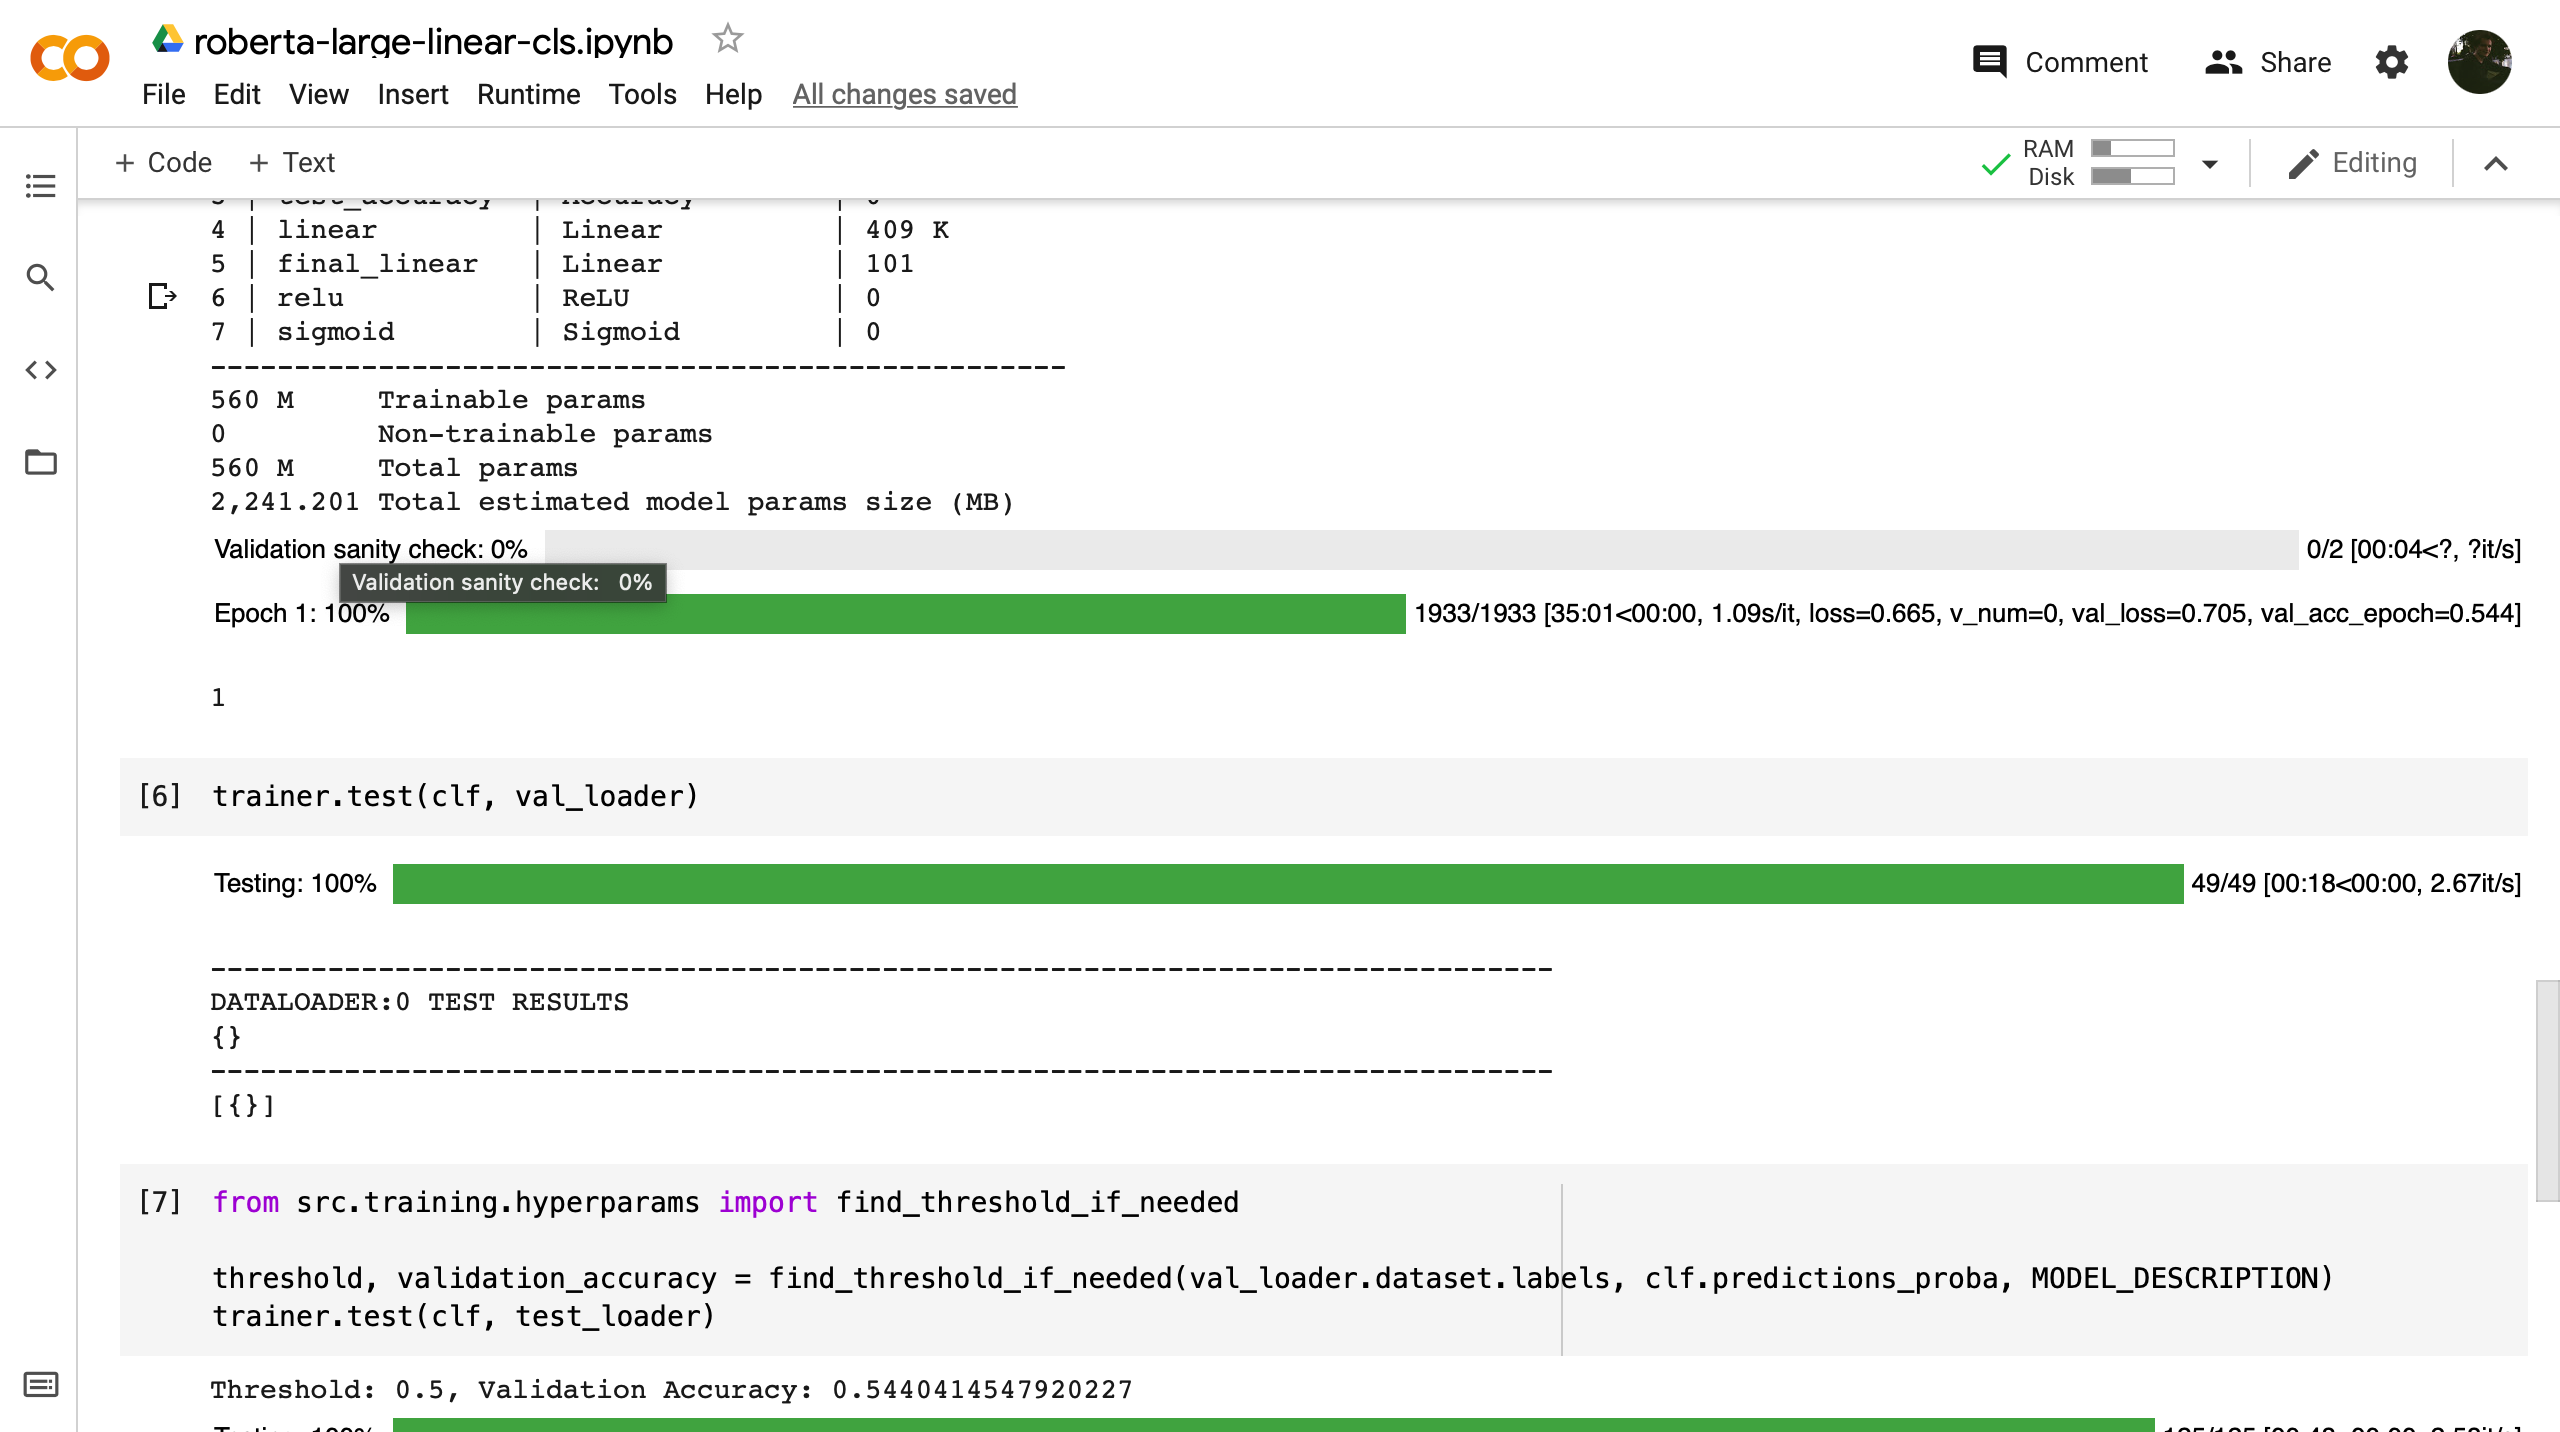 roberta-large-linear-cls.ipynb
File Edit View Insert Runtime Tools Help All changes saved
Comment Share
+ Code + Text
RAM
Disk
Editing
3 | test_accuracy | Accuracy | 0
4 | linear | Linear | 409 K
5 | final_linear | Linear | 101
6 | relu | ReLU | 0
7 | sigmoid | Sigmoid | 0
---------------------------------------------------
560 M Trainable params
0 Non-trainable params
560 M Total params
2,241.201 Total estimated model params size (MB)
Validation sanity check: 0% 0/2 [00:04<?, ?it/s]
Validation sanity check: 0%
Epoch 1: 100% 1933/1933 [35:01<00:00, 1.09s/it, loss=0.665, v_num=0, val_loss=0.705, val_acc_epoch=0.544]
1
[6] trainer.test(clf, val_loader)
Testing: 100% 49/49 [00:18<00:00, 2.67it/s]
--------------------------------------------------------------------------------
DATALOADER:0 TEST RESULTS
{}
--------------------------------------------------------------------------------
[{}]
[7] from src.training.hyperparams import find_threshold_if_needed
threshold, validation_accuracy = find_threshold_if_needed(val_loader.dataset.labels, clf.predictions_proba, MODEL_DESCRIPTION)
trainer.test(clf, test_loader)
Threshold: 0.5, Validation Accuracy: 0.5440414547920227
Testing: 100%